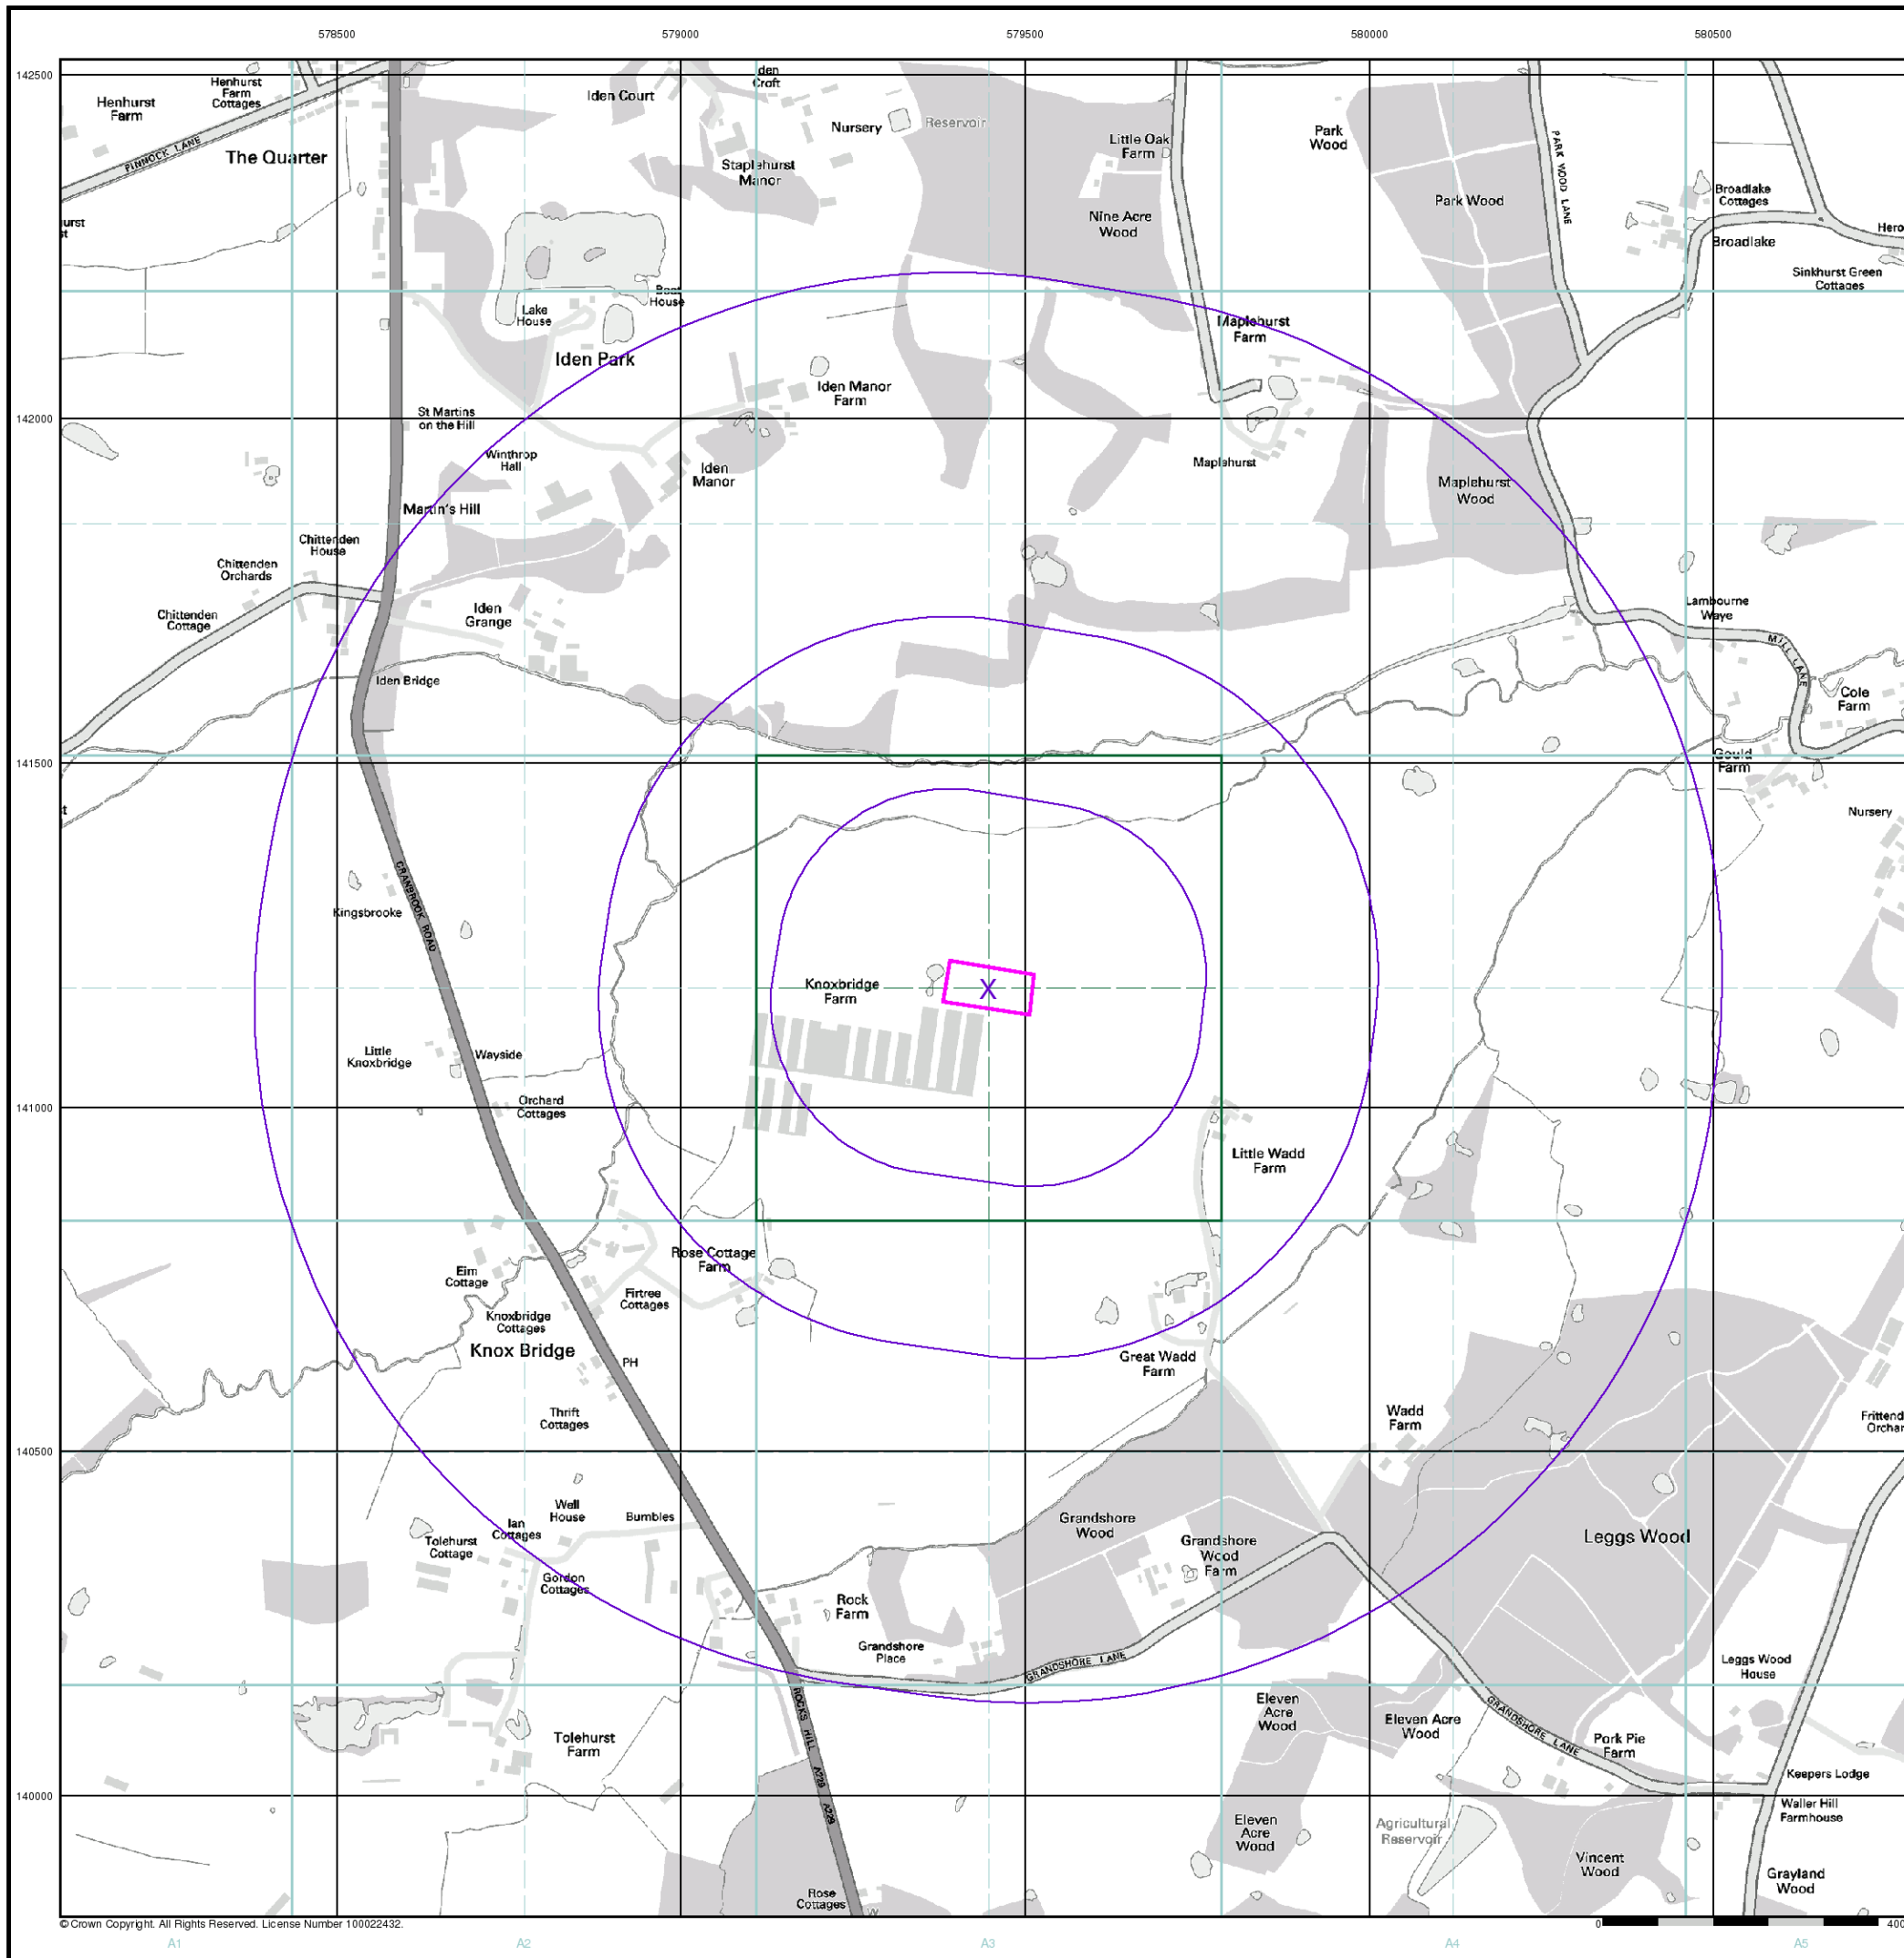 578500 579000 579500 580000 580500
142500
Henhurst
Farm
Henhurst
Farm
Cottages
PINNOCK LANE
The Quarter
Iden Court
Croft
Nursery
Reservoir
Staplehurst
Manor
Little Oak
Farm
Nine Acre
Wood
Park
Wood
Park Wood
PARK WOOD LANE
Broadlake
Cottages
Broadlake
Sinkhurst Green
Cottages
Lake
House
Boat
House
Iden Park
Maplehurst
Farm
142000
St Martins
on the Hill
Iden Manor
Farm
Winthrop
Hall
Iden
Manor
Maplehurst
Maplehurst
Wood
Martin's Hill
Chittenden
House
Chittenden
Orchards
Chittenden
Cottage
Iden
Grange
Iden Bridge
Lambourne
Waye
MILL LANE
Cole
Farm
141500
Gould
Farm
Nursery
CRANBROOK ROAD
Kingsbrooke
Knoxbridge
Farm
X
Little
Knoxbridge
Wayside
Orchard
Cottages
141000
Little Wadd
Farm
Rose Cottage
Farm
Elm
Cottage
Firtree
Cottages
Knoxbridge
Cottages
Knox Bridge
PH
Great Wadd
Farm
Thrift
Cottages
Wadd
Farm
140500
Well
House
Ian
Cottages
Bumbles
Tolehurst
Cottage
Gordon
Cottages
Grandshore
Wood
Grandshore
Wood
Farm
Leggs Wood
Rock
Farm
Grandshore
Place
GRANDSHORE LANE
Leggs Wood
House
ROCKS HILL
A229
A229
Tolehurst
Farm
Eleven
Acre
Wood
Eleven Acre
Wood
GRANDSHORE LANE
Pork Pie
Farm
Keepers Lodge
140000
Waller Hill
Farmhouse
Eleven
Acre
Wood
Agricultural
Reservoir
Vincent
Wood
Grayland
Wood
Rose
Cottages
© Crown Copyright. All Rights Reserved. License Number 100022432.
0 400
A1 A2 A3 A4 A5